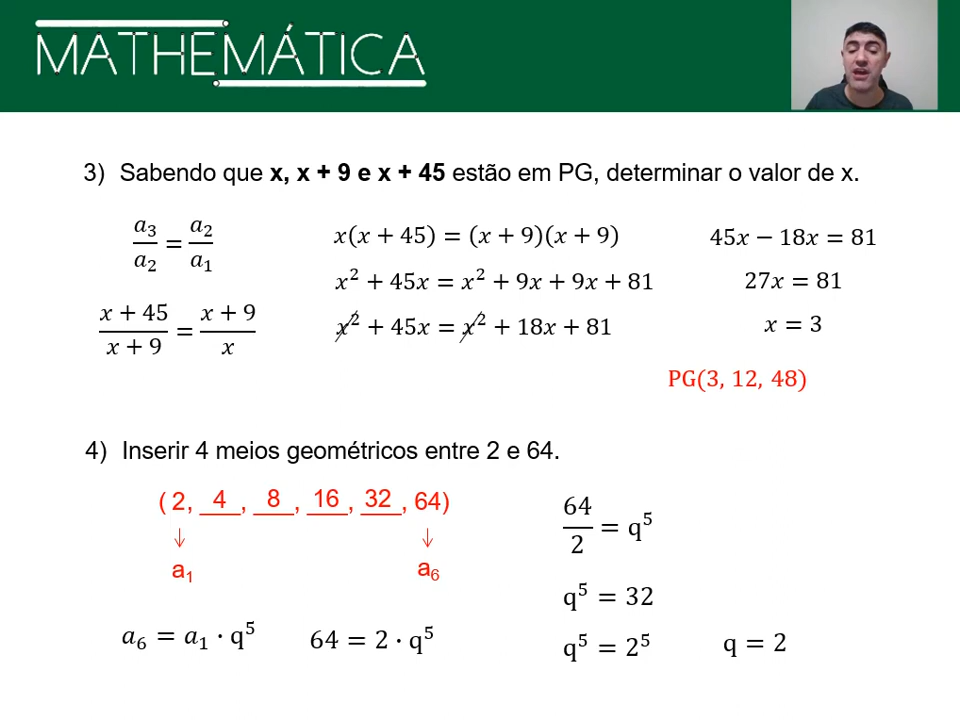 MATHEMÁTICA
3) Sabendo que x, x + 9 e x + 45 estão em PG, determinar o valor de x.
a₃/a₂ = a₂/a₁
(x + 45)/(x + 9) = (x + 9)/x
x(x + 45) = (x + 9)(x + 9)
x² + 45x = x² + 9x + 9x + 81
x² + 45x = x² + 18x + 81
45x − 18x = 81
27x = 81
x = 3
PG(3, 12, 48)
4) Inserir 4 meios geométricos entre 2 e 64.
( 2, 4, 8, 16, 32, 64)
↓ ↓
a₁ a₆
a₆ = a₁ · q⁵
64 = 2 · q⁵
64/2 = q⁵
q⁵ = 32
q⁵ = 2⁵
q = 2